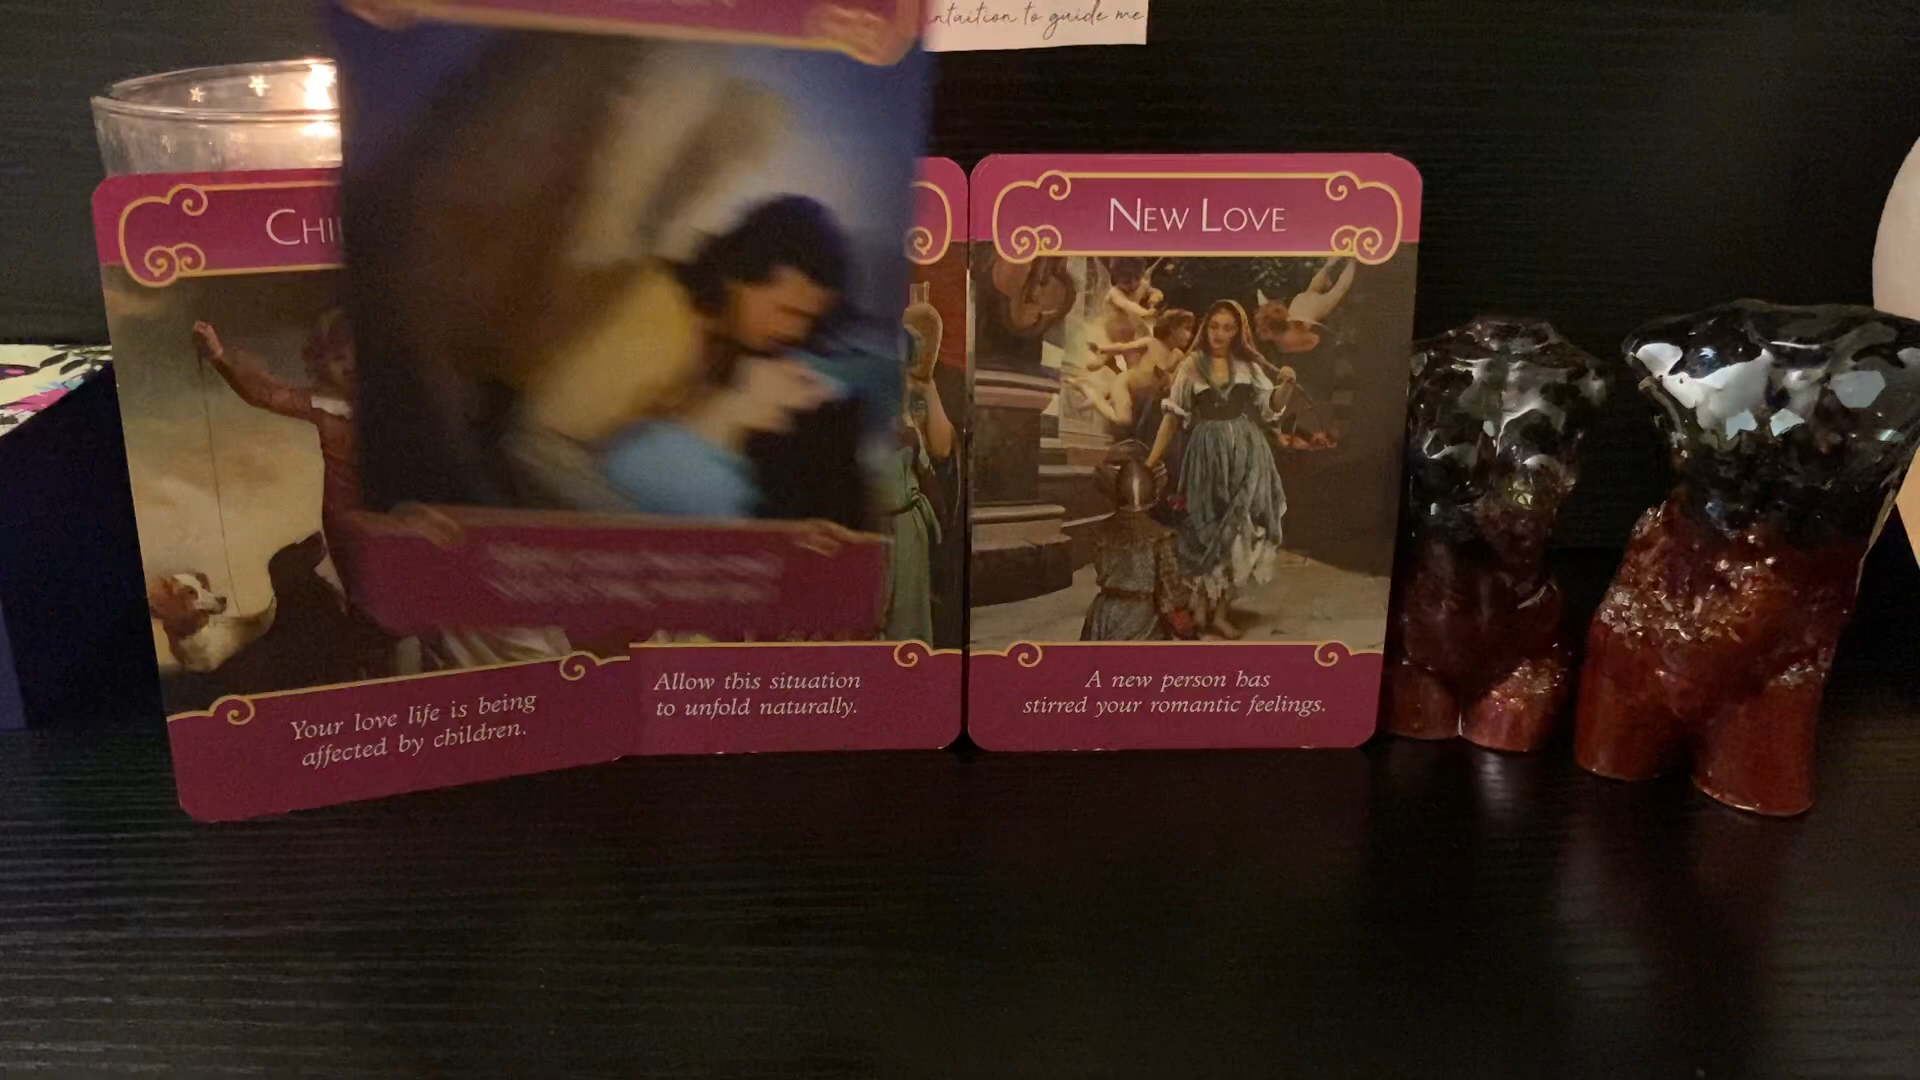 intuition to guide me
CHI
NEW LOVE
Your love life is being
affected by children.
Allow this situation
to unfold naturally.
A new person has
stirred your romantic feelings.